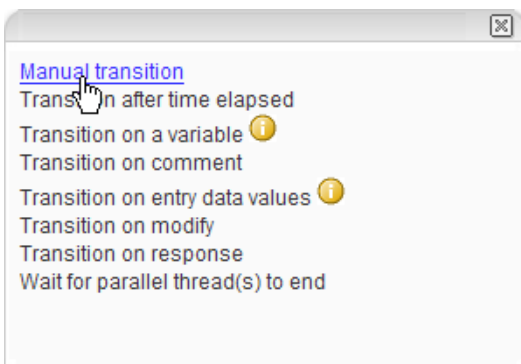 Manual transition
Transition after time elapsed
Transition on a variable
Transition on comment
Transition on entry data values
Transition on modify
Transition on response
Wait for parallel thread(s) to end